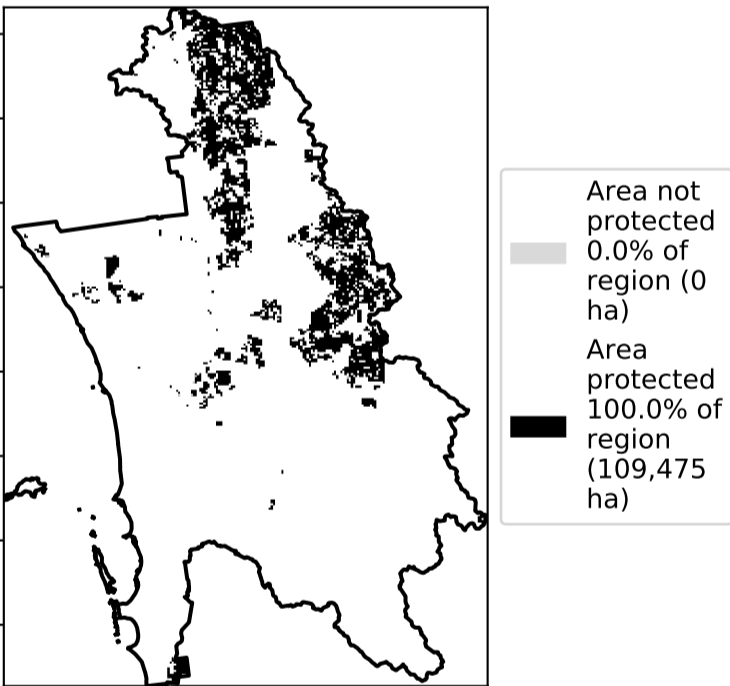 Area not
protected
0.0% of
region (0
ha)
Area
protected
100.0% of
region
(109,475
ha)